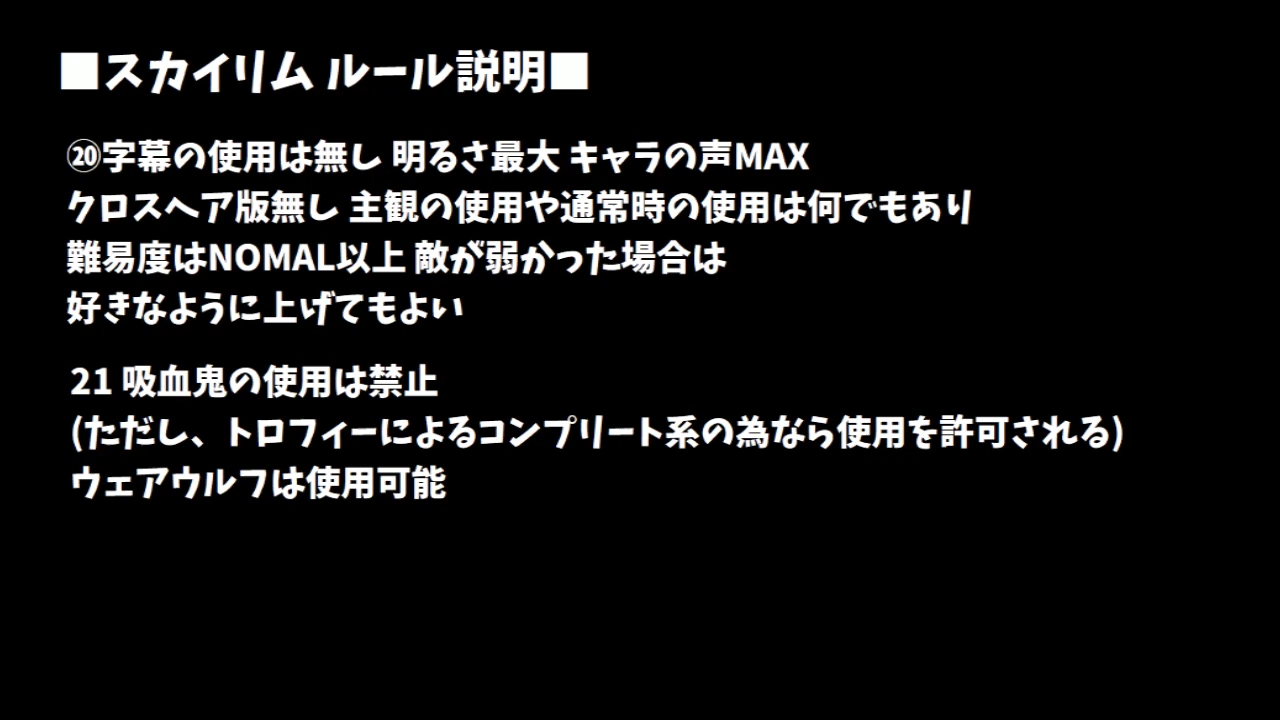 ■スカイリム ルール説明■
⑳字幕の使用は無し 明るさ最大 キャラの声MAX
クロスヘア版無し 主観の使用や通常時の使用は何でもあり
難易度はNOMAL以上 敵が弱かった場合は
好きなように上げてもよい
21 吸血鬼の使用は禁止
(ただし、トロフィーによるコンプリート系の為なら使用を許可される)
ウェアウルフは使用可能